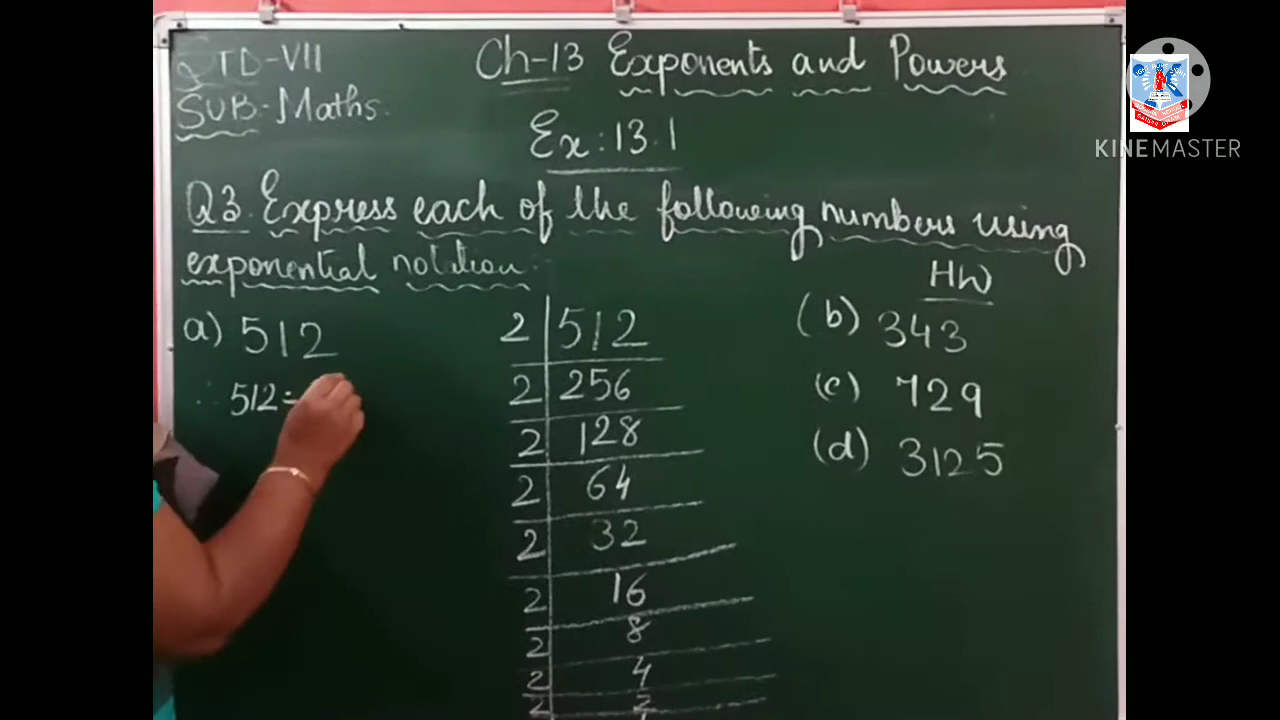 STD-VII
SUB-Maths.
Ch-13 Exponents and Powers
Ex: 13.1
Q3. Express each of the following numbers using
exponential notation:
a) 512
∴ 512=
2 | 512
2 | 256
2 | 128
2 | 64
2 | 32
2 | 16
2 | 8
2 | 4
2 | 2
HW
(b) 343
(c) 729
(d) 3125
KINEMASTER